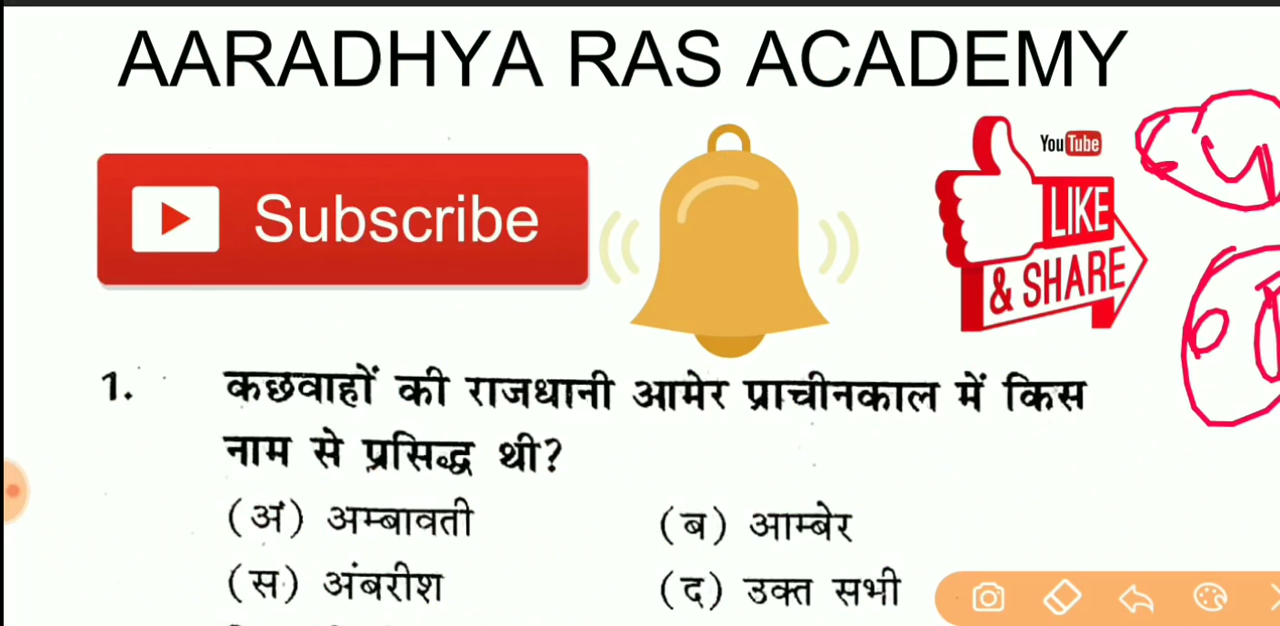 AARADHYA RAS ACADEMY
Subscribe
YouTube
LIKE
& SHARE
1. कछवाहों की राजधानी आमेर प्राचीनकाल में किस
नाम से प्रसिद्ध थी?
(अ) अम्बावती (ब) आम्बेर
(स) अंबरीश (द) उक्त सभी